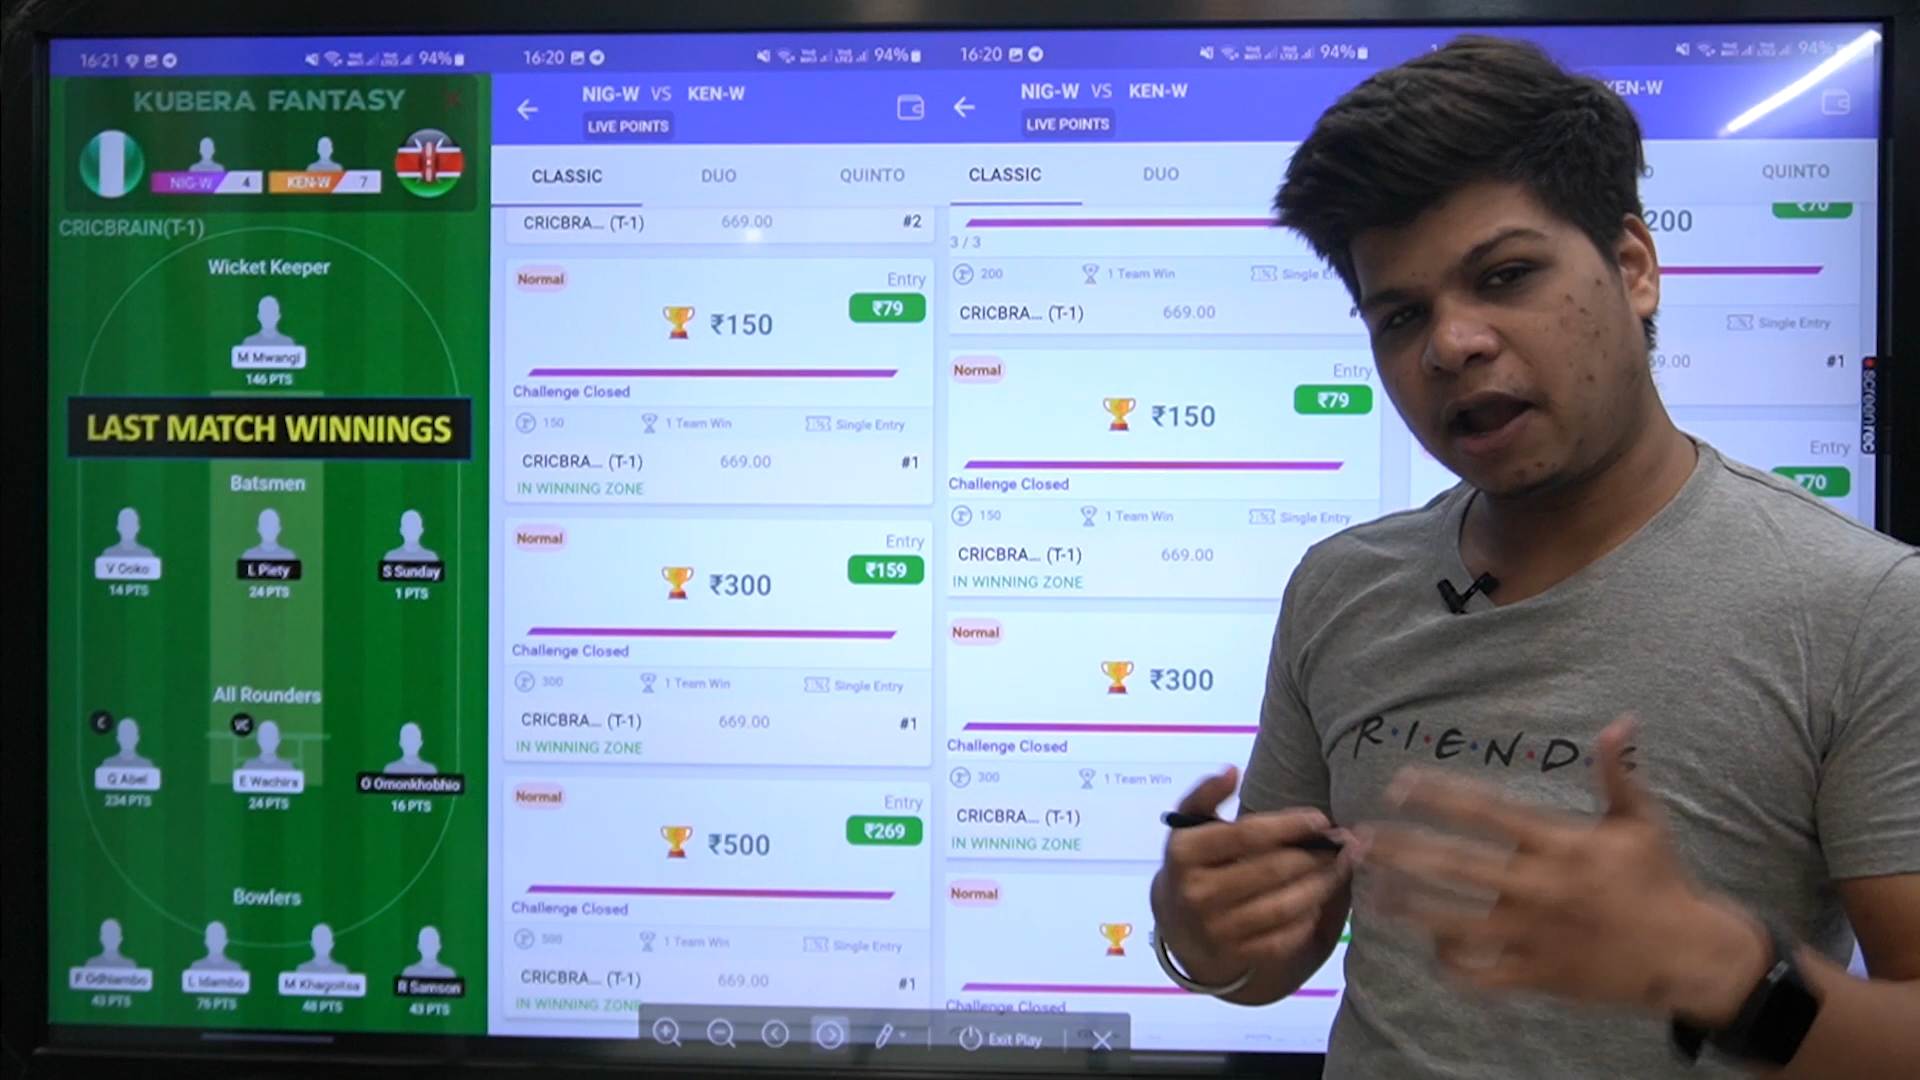 16:21
94%
KUBERA FANTASY
NIG-W 4
KEN-W 7
CRICBRAIN(T-1)
Wicket Keeper
M Mwangi
146 PTS
LAST MATCH WINNINGS
Batsmen
V Ooko
14 PTS
L Piety
24 PTS
S Sunday
1 PTS
All Rounders
C
Q Abel
234 PTS
VC
E Wachira
24 PTS
O Omonkhobhio
16 PTS
Bowlers
F Odhiambo
43 PTS
L Idambo
76 PTS
M Khagoitsa
48 PTS
R Samson
43 PTS
16:20
94%
NIG-W VS KEN-W
LIVE POINTS
CLASSIC DUO QUINTO
CRICBRA... (T-1) 669.00 #2
Normal Entry
₹150 ₹79
Challenge Closed
150 1 Team Win Single Entry
CRICBRA... (T-1) 669.00 #1
IN WINNING ZONE
Normal Entry
₹300 ₹159
Challenge Closed
300 1 Team Win Single Entry
CRICBRA... (T-1) 669.00 #1
IN WINNING ZONE
Normal Entry
₹500 ₹269
Challenge Closed
500 1 Team Win Single Entry
CRICBRA... (T-1) 669.00 #1
IN WINNING ZONE
16:20
94%
NIG-W VS KEN-W
LIVE POINTS
CLASSIC DUO
3 / 3
200 1 Team Win Single
CRICBRA... (T-1) 669.00
Normal Entry
₹150 ₹79
Challenge Closed
150 1 Team Win Single Entry
CRICBRA... (T-1) 669.00
IN WINNING ZONE
Normal
₹300
Challenge Closed
300 1 Team Win
CRICBRA... (T-1)
IN WINNING ZONE
Normal
Challenge Closed
94%
KEN-W
QUINTO
200 ₹70
Single Entry
#1
Entry
₹70
screenrec
FRIENDS
Exit Play